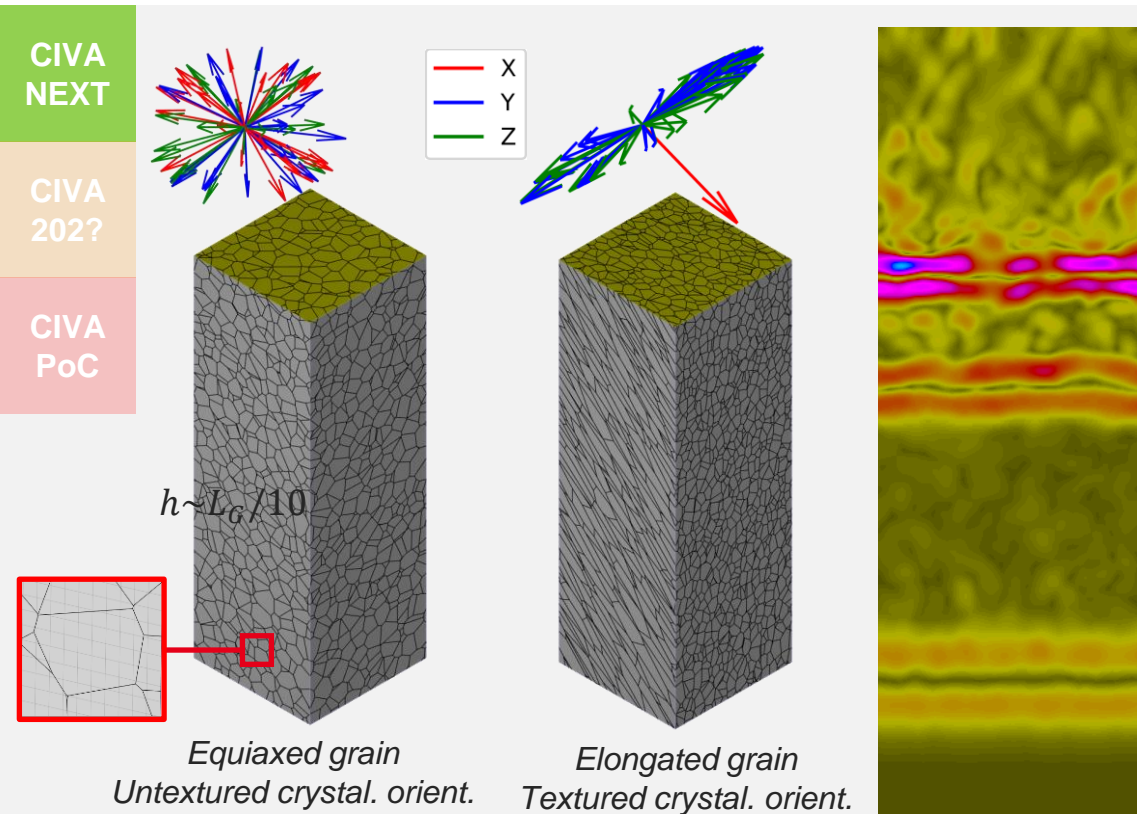 CIVA
NEXT
CIVA
202?
CIVA
PoC
X
Y
Z
h~L_G/10
Equiaxed grain
Untextured crystal. orient.
Elongated grain
Textured crystal. orient.